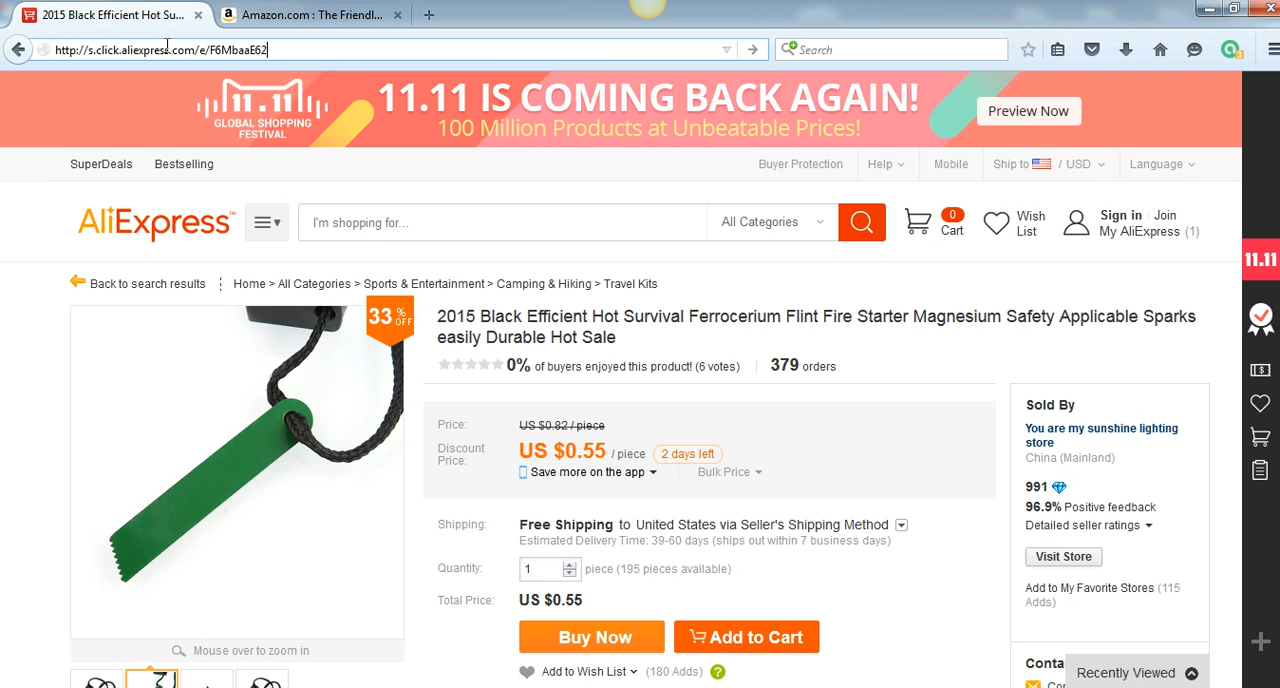 2015 Black Efficient Hot Su...
Amazon.com : The Friendl...
http://s.click.aliexpress.com/e/F6MbaaE62
Search
3
11.11
GLOBAL SHOPPING
FESTIVAL
11.11 IS COMING BACK AGAIN!
100 Million Products at Unbeatable Prices!
Preview Now
SuperDeals
Bestselling
Buyer Protection
Help
Mobile
Ship to / USD
Language
AliExpress™
I'm shopping for...
All Categories
0
Cart
Wish
List
Sign in
Join
My AliExpress (1)
11.11
Back to search results
Home > All Categories > Sports & Entertainment > Camping & Hiking > Travel Kits
33 % OFF
2015 Black Efficient Hot Survival Ferrocerium Flint Fire Starter Magnesium Safety Applicable Sparks
easily Durable Hot Sale
0% of buyers enjoyed this product! (6 votes)
379 orders
Price:
US $0.82 / piece
Discount
Price:
US $0.55 / piece
2 days left
Save more on the app
Bulk Price
Shipping:
Free Shipping to United States via Seller's Shipping Method
Estimated Delivery Time: 39-60 days (ships out within 7 business days)
Quantity:
1
piece (195 pieces available)
Total Price:
US $0.55
Buy Now
Add to Cart
Add to Wish List
(180 Adds)
?
Mouse over to zoom in
Sold By
You are my sunshine lighting
store
China (Mainland)
991
96.9% Positive feedback
Detailed seller ratings
Visit Store
Add to My Favorite Stores (115
Adds)
Recently Viewed